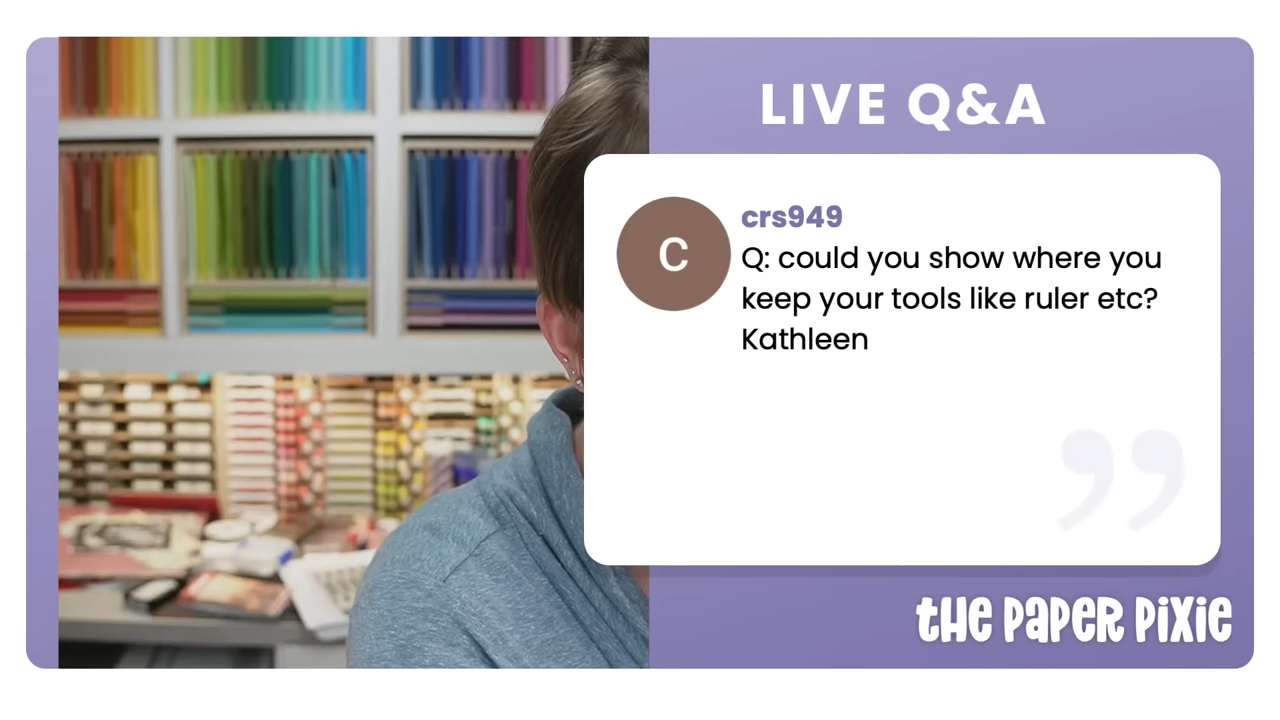 LIVE Q&A
C
crs949
Q: could you show where you
keep your tools like ruler etc?
Kathleen
the paper pixie